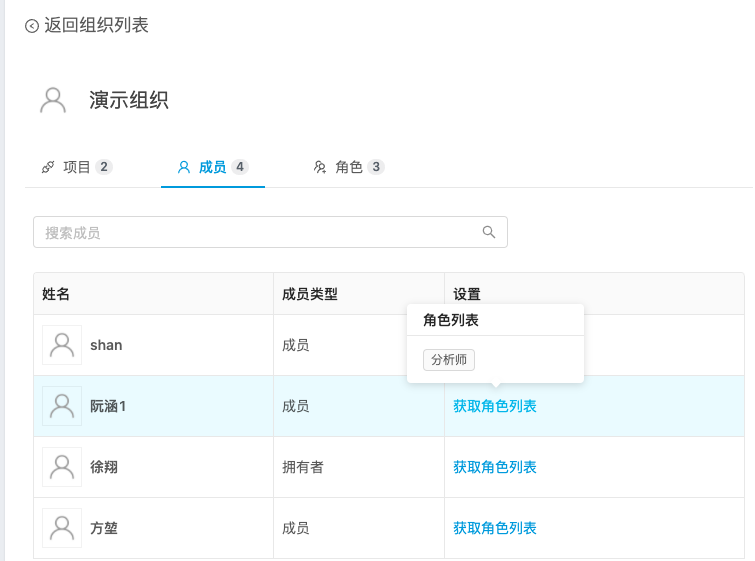 返回组织列表
演示组织
项目 2 成员 4 角色 3
搜索成员
姓名 成员类型 设置
角色列表
分析师
shan 成员
阮涵1 成员 获取角色列表
徐翔 拥有者 获取角色列表
方堃 成员 获取角色列表